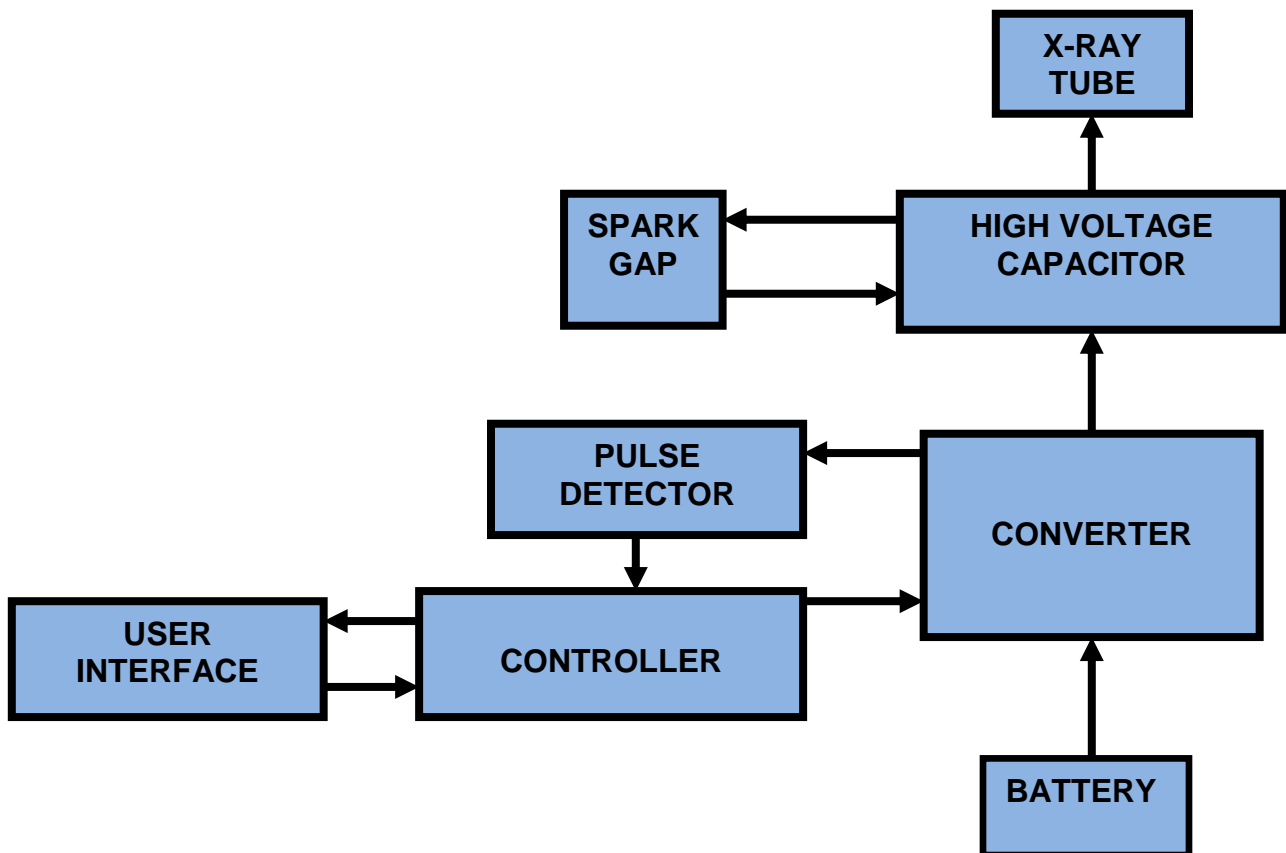 X-RAY
TUBE
SPARK
GAP
HIGH VOLTAGE
CAPACITOR
PULSE
DETECTOR
CONVERTER
USER
INTERFACE
CONTROLLER
BATTERY